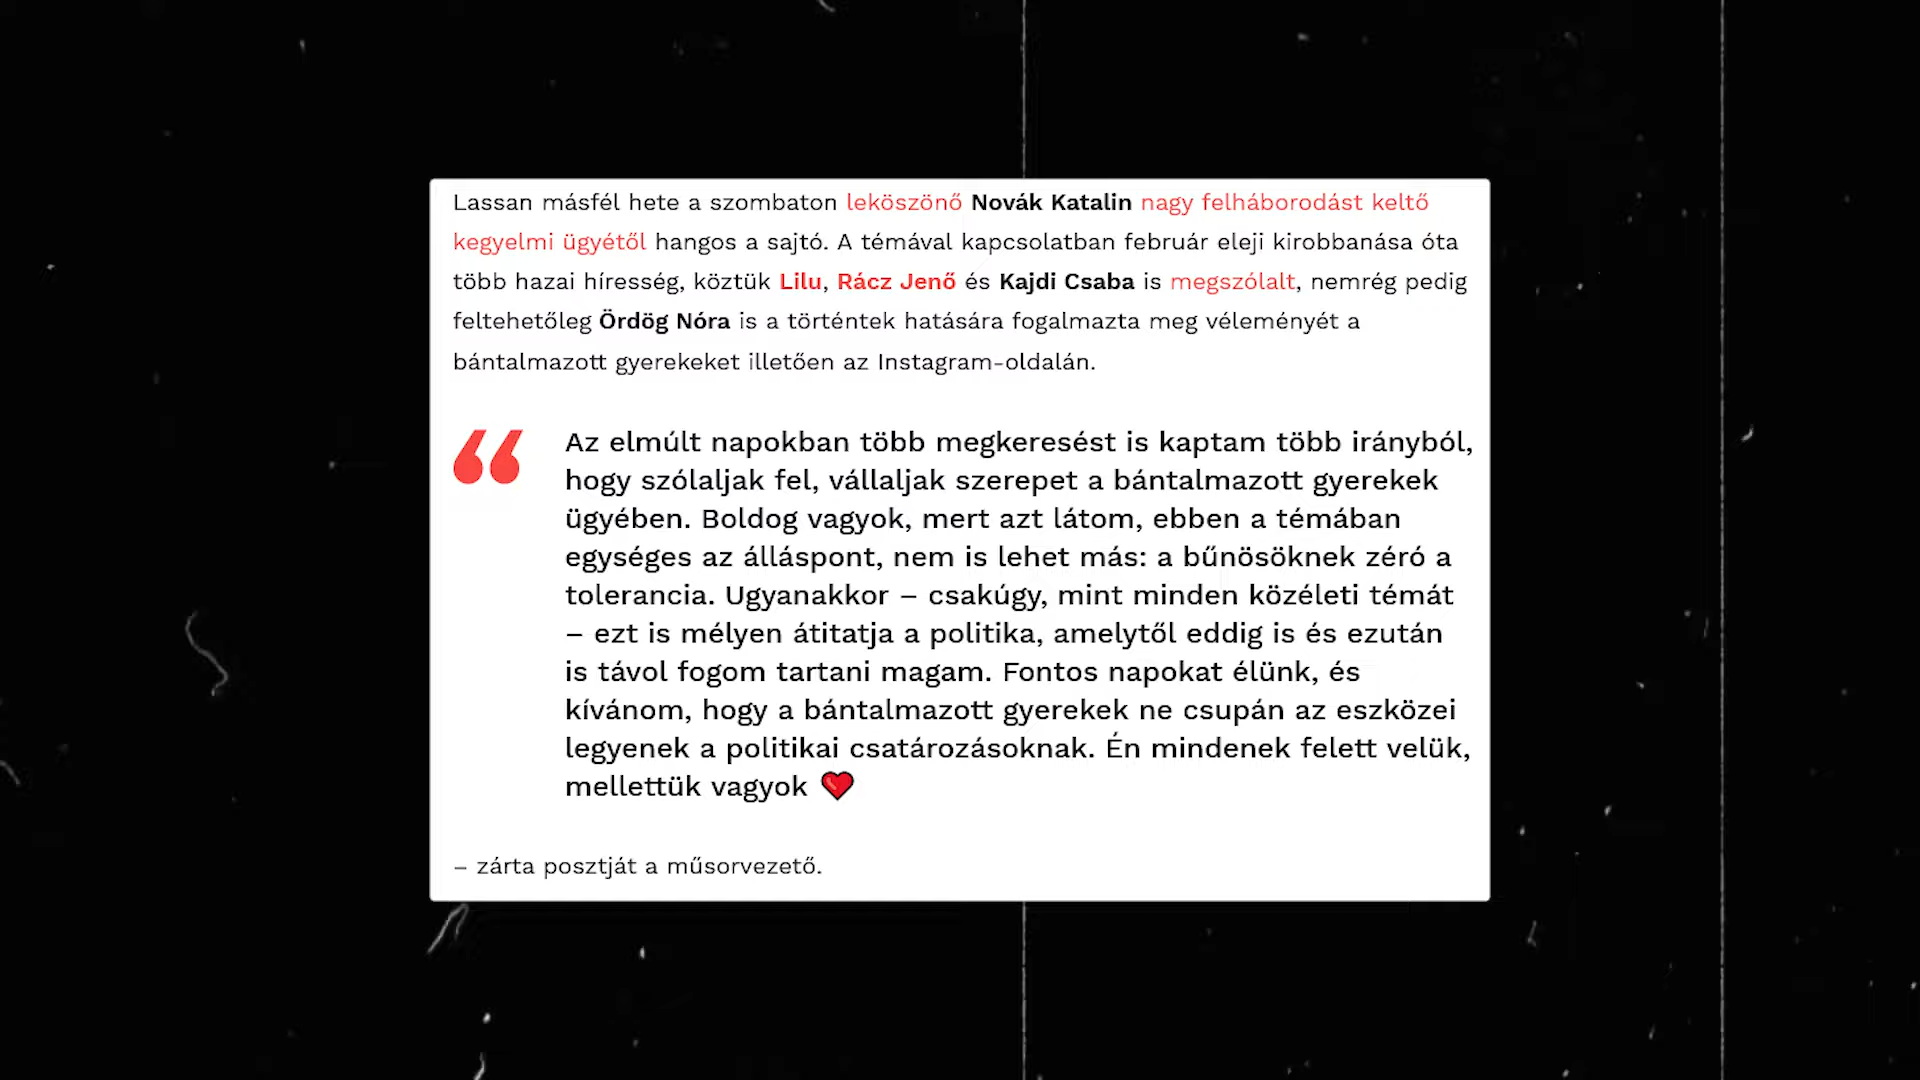 Lassan másfél hete a szombaton leköszönő Novák Katalin nagy felháborodást keltő
kegyelmi ügyétől hangos a sajtó. A témával kapcsolatban február eleji kirobbanása óta
több hazai híresség, köztük Lilu, Rácz Jenő és Kajdi Csaba is megszólalt, nemrég pedig
feltehetőleg Ördög Nóra is a történtek hatására fogalmazta meg véleményét a
bántalmazott gyerekeket illetően az Instagram-oldalán.
“ Az elmúlt napokban több megkeresést is kaptam több irányból,
hogy szólaljak fel, vállaljak szerepet a bántalmazott gyerekek
ügyében. Boldog vagyok, mert azt látom, ebben a témában
egységes az álláspont, nem is lehet más: a bűnösöknek zéró a
tolerancia. Ugyanakkor – csakúgy, mint minden közéleti témát
– ezt is mélyen átitatja a politika, amelytől eddig is és ezután
is távol fogom tartani magam. Fontos napokat élünk, és
kívánom, hogy a bántalmazott gyerekek ne csupán az eszközei
legyenek a politikai csatározásoknak. Én mindenek felett velük,
mellettük vagyok ❤️
– zárta posztját a műsorvezető.